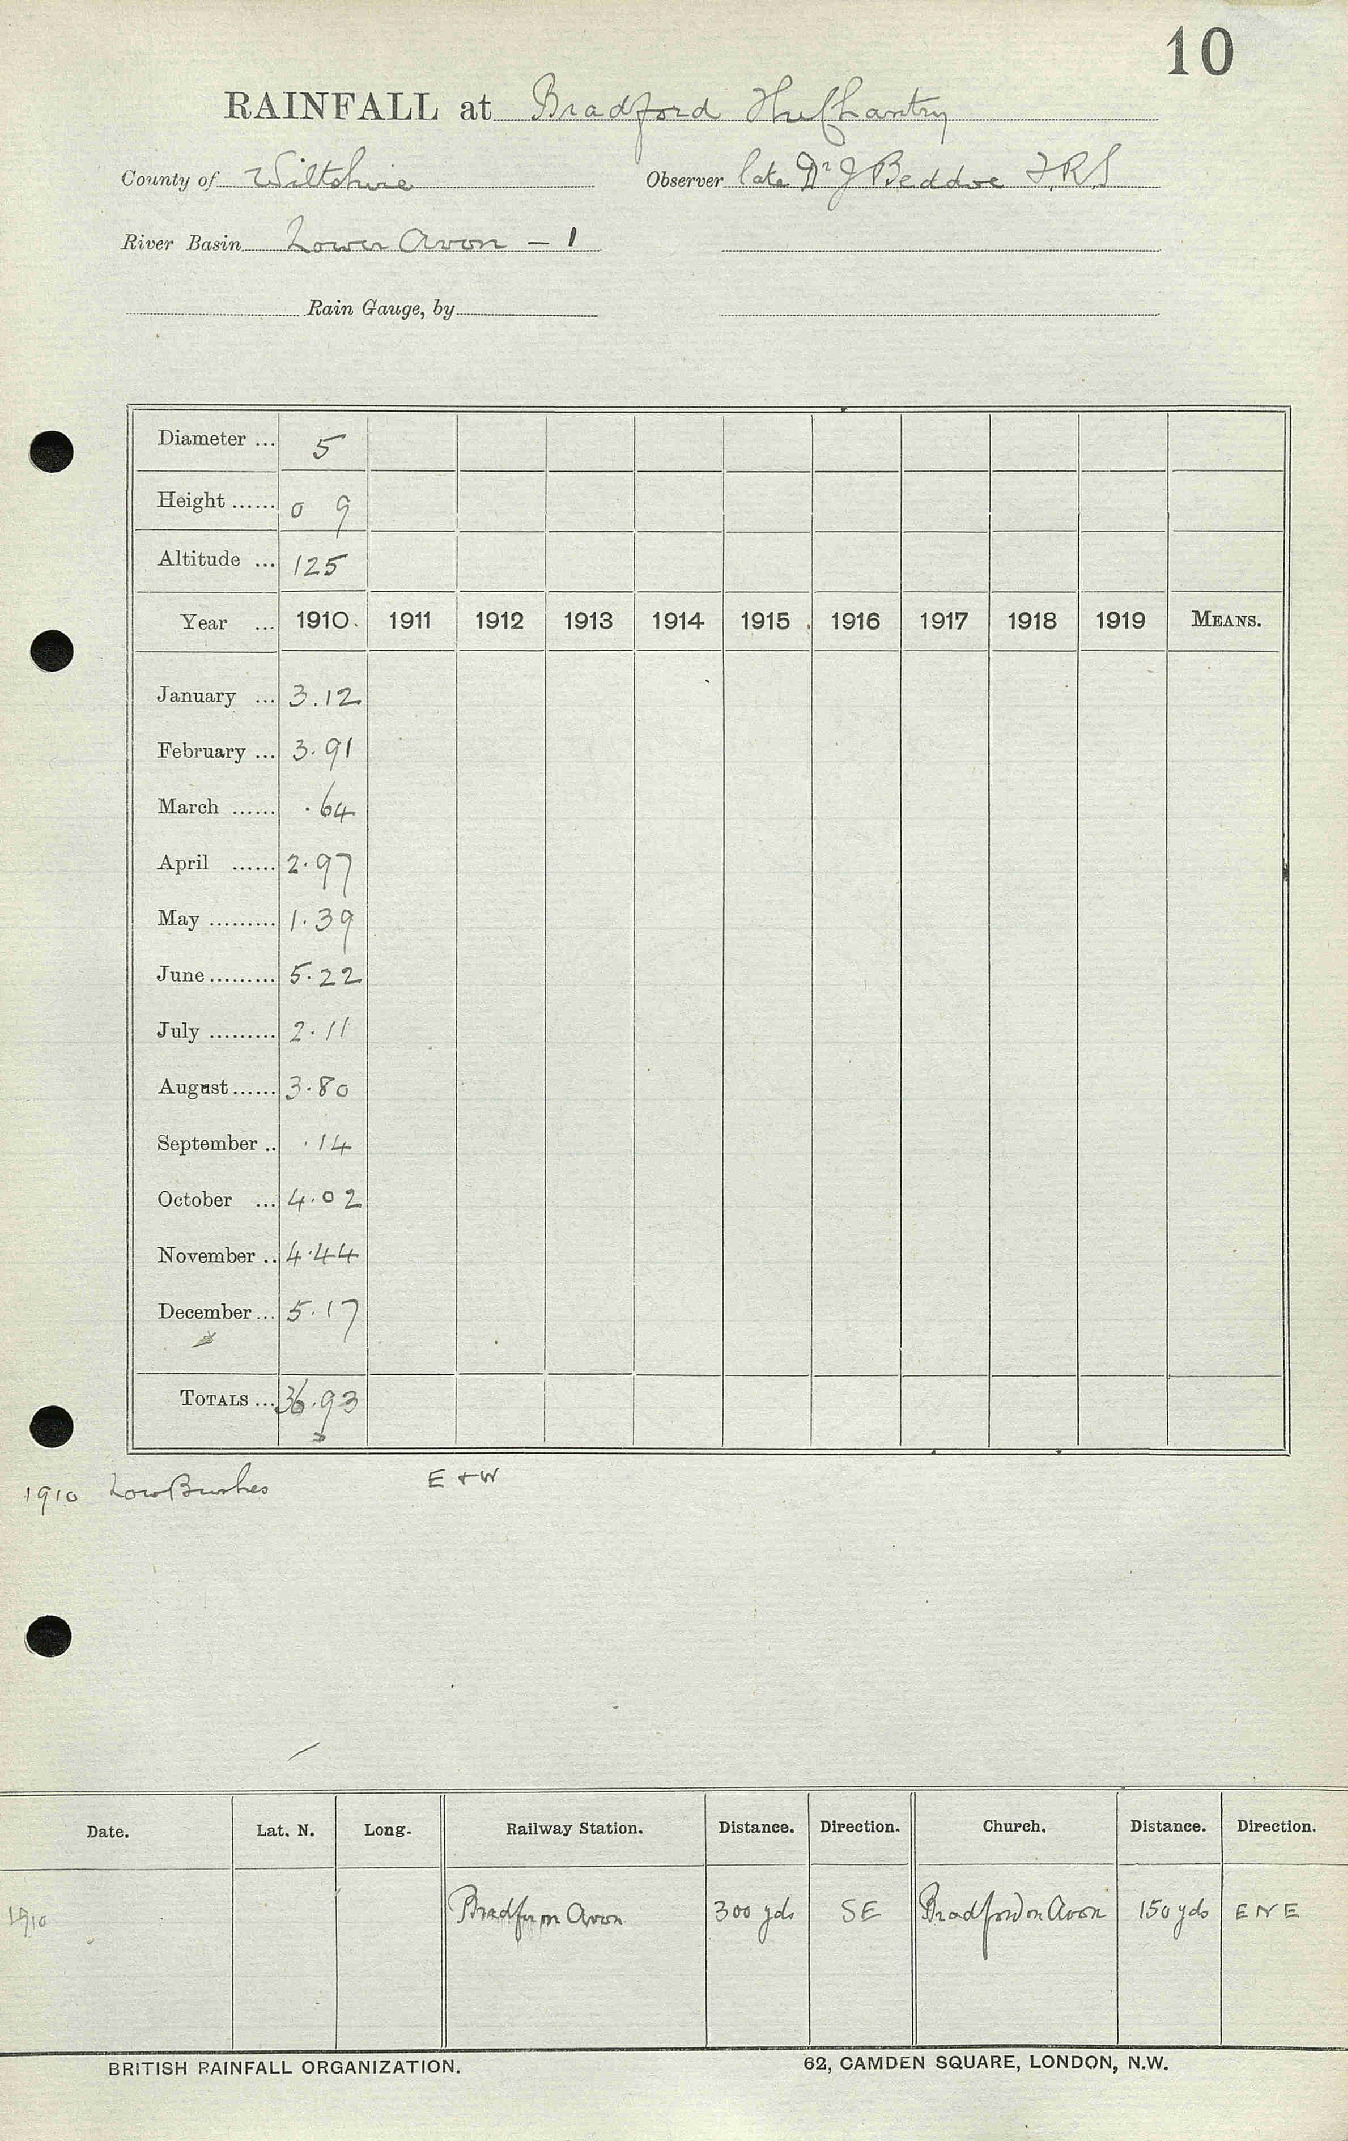 10
RAINFALL at Bradford The Chantry
County of Wiltshire Observer late Dr J Beddoe F.R.S
River Basin Lower Avon - 1
Rain Gauge, by
Diameter ... 5
Height ...... 0 9
Altitude ... 125
Year ... 1910 1911 1912 1913 1914 1915 1916 1917 1918 1919 MEANS.
January ... 3.12
February ... 3.91
March ...... .64
April ...... 2.97
May ......... 1.39
June ......... 5.22
July ......... 2.11
August ...... 3.80
September .. .14
October ... 4.02
November .. 4.44
December ... 5.17
TOTALS ... 36.93
1910 Low Bushes E + W
Date. Lat. N. Long. Railway Station. Distance. Direction. Church. Distance. Direction.
1910 Bradf on Avon 300 yds SE Bradford on Avon 150 yds ENE
BRITISH RAINFALL ORGANIZATION. 62, CAMDEN SQUARE, LONDON, N.W.